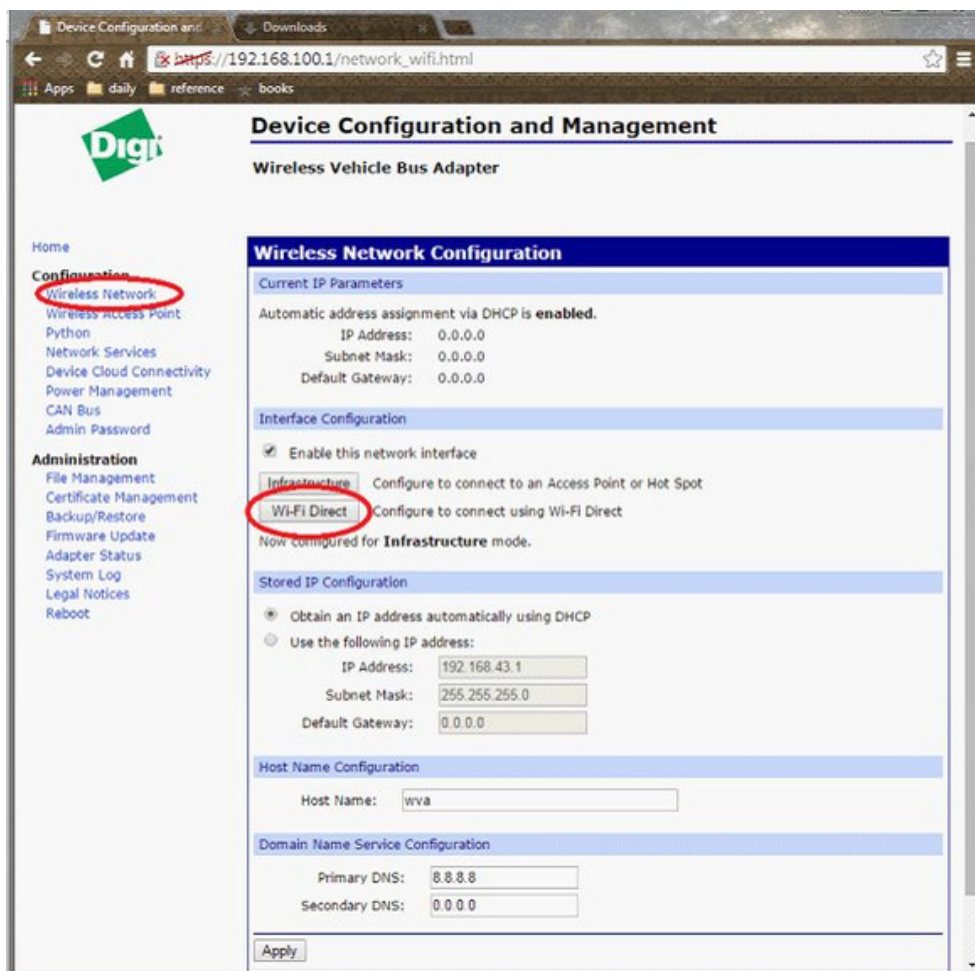 Device Configuration and
Downloads
https://192.168.100.1/network_wifi.html
Apps daily reference books
Digi
Device Configuration and Management
Wireless Vehicle Bus Adapter
Home
Configuration
Wireless Network
Wireless Access Point
Python
Network Services
Device Cloud Connectivity
Power Management
CAN Bus
Admin Password
Administration
File Management
Certificate Management
Backup/Restore
Firmware Update
Adapter Status
System Log
Legal Notices
Reboot
Wireless Network Configuration
Current IP Parameters
Automatic address assignment via DHCP is enabled.
IP Address: 0.0.0.0
Subnet Mask: 0.0.0.0
Default Gateway: 0.0.0.0
Interface Configuration
Enable this network interface
Infrastructure Configure to connect to an Access Point or Hot Spot
Wi-Fi Direct Configure to connect using Wi-Fi Direct
Now configured for Infrastructure mode.
Stored IP Configuration
Obtain an IP address automatically using DHCP
Use the following IP address:
IP Address: 192.168.43.1
Subnet Mask: 255.255.255.0
Default Gateway: 0.0.0.0
Host Name Configuration
Host Name: wva
Domain Name Service Configuration
Primary DNS: 8.8.8.8
Secondary DNS: 0.0.0.0
Apply